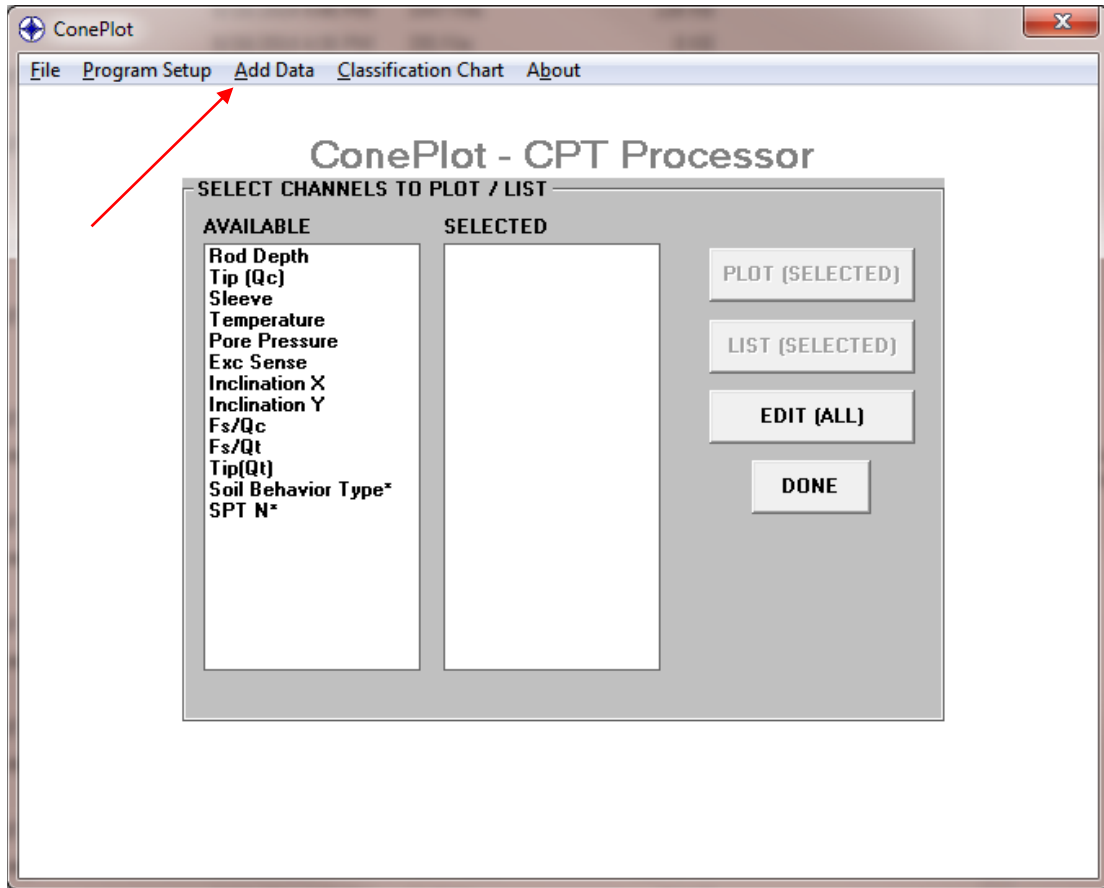 ConePlot
File Program Setup Add Data Classification Chart About
ConePlot - CPT Processor
SELECT CHANNELS TO PLOT / LIST
AVAILABLE
SELECTED
Rod Depth
Tip (Qc)
Sleeve
Temperature
Pore Pressure
Exc Sense
Inclination X
Inclination Y
Fs/Qc
Fs/Qt
Tip(Qt)
Soil Behavior Type*
SPT N*
PLOT (SELECTED)
LIST (SELECTED)
EDIT (ALL)
DONE